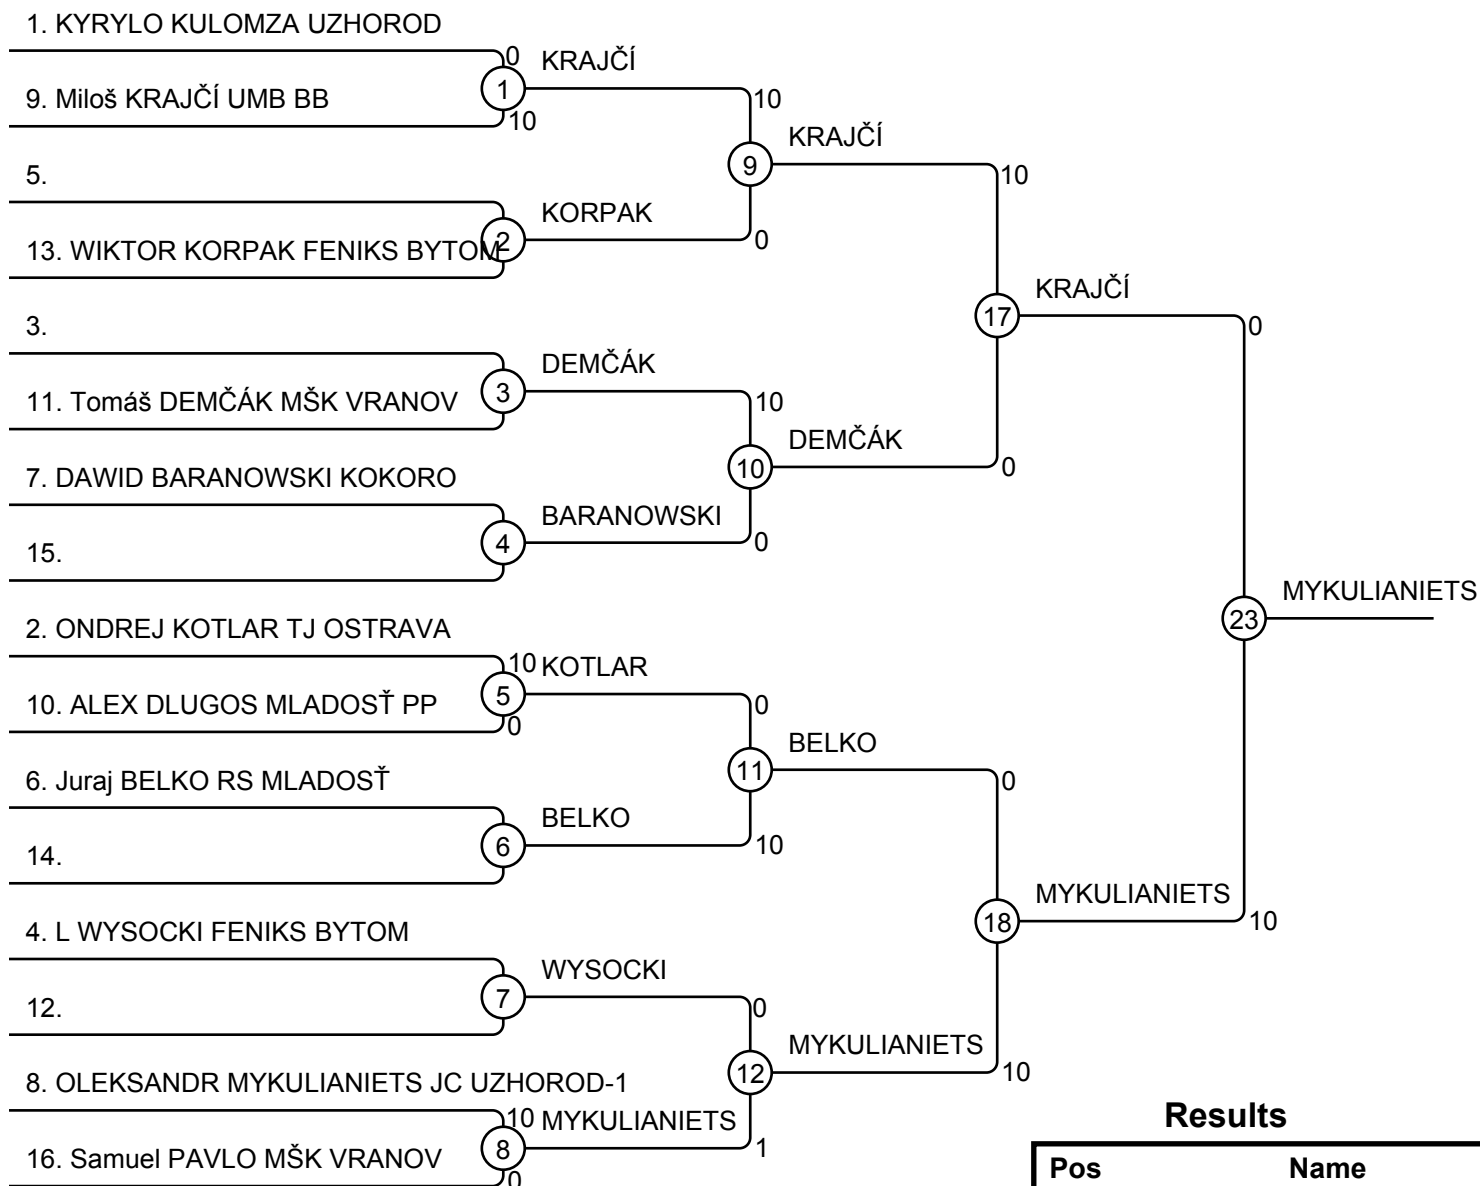 1. KYRYLO KULOMZA UZHOROD
0
KRAJČÍ
1
9. Miloš KRAJČÍ UMB BB
10
10
KRAJČÍ
9
5.
10
KORPAK
2
0
13. WIKTOR KORPAK FENIKS BYTOM
KRAJČÍ
17
0
3.
DEMČÁK
3
11. Tomáš DEMČÁK MŠK VRANOV
10
DEMČÁK
10
0
7. DAWID BARANOWSKI KOKORO
BARANOWSKI
4
0
15.
MYKULIANIETS
23
2. ONDREJ KOTLAR TJ OSTRAVA
10
KOTLAR
5
10. ALEX DLUGOS MLADOSŤ PP
0
0
BELKO
11
6. Juraj BELKO RS MLADOSŤ
0
BELKO
6
10
14.
MYKULIANIETS
18
10
4. L WYSOCKI FENIKS BYTOM
WYSOCKI
7
12.
0
MYKULIANIETS
12
10
8. OLEKSANDR MYKULIANIETS JC UZHOROD-1
10
MYKULIANIETS
8
1
16. Samuel PAVLO MŠK VRANOV
0
Results
Pos Name